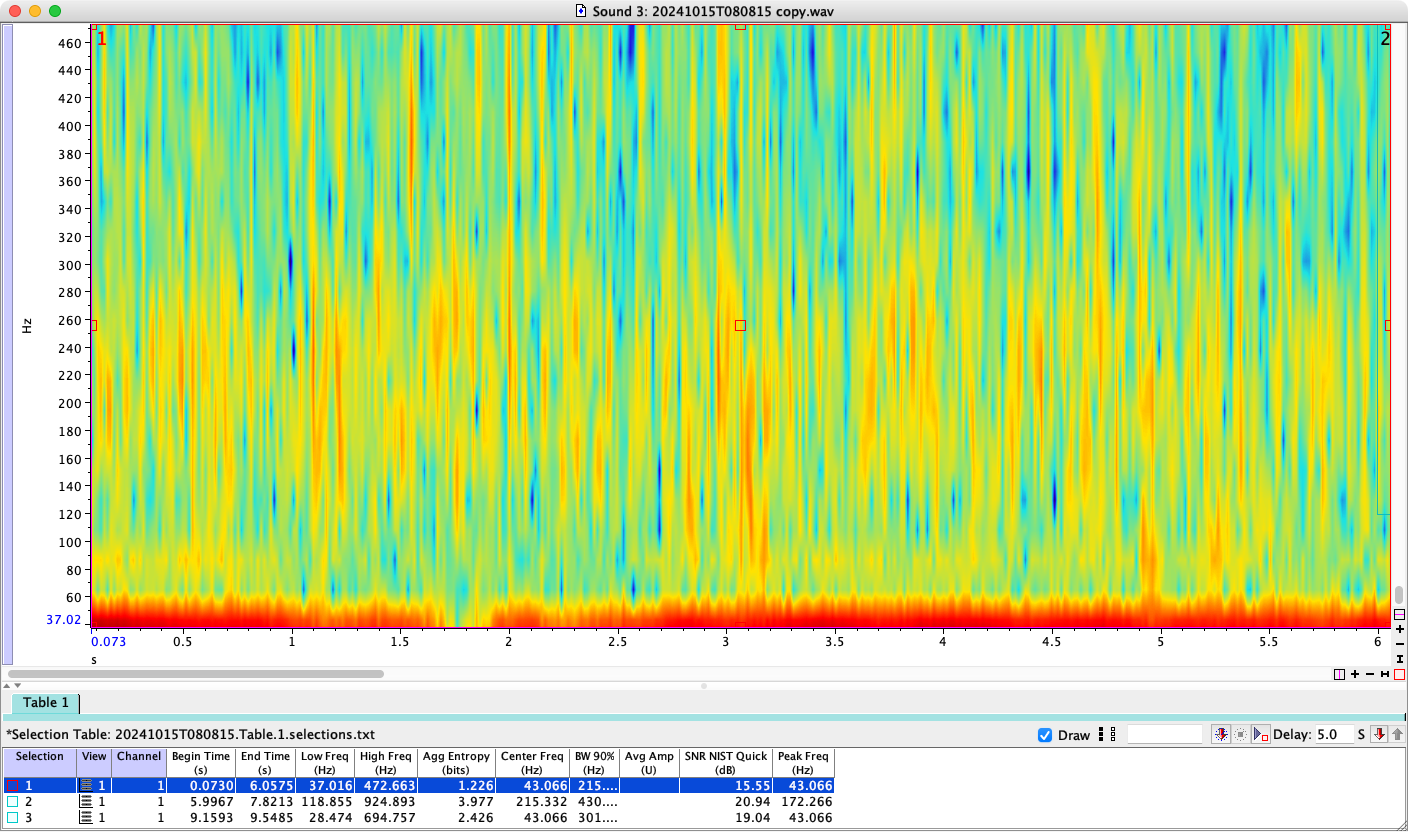 Sound 3: 20241015T080815 copy.wav
1
2
460
440
420
400
380
360
340
320
300
280
260
240
220
200
180
160
140
120
100
80
60
37.02
Hz
0.073 0.5 1 1.5 2 2.5 3 3.5 4 4.5 5 5.5 6
s
Table 1
*Selection Table: 20241015T080815.Table.1.selections.txt
Draw
Delay: 5.0 S
Selection View Channel Begin Time (s) End Time (s) Low Freq (Hz) High Freq (Hz) Agg Entropy (bits) Center Freq (Hz) BW 90% (Hz) Avg Amp (U) SNR NIST Quick (dB) Peak Freq (Hz)
1 1 1 0.0730 6.0575 37.016 472.663 1.226 43.066 215.... 15.55 43.066
2 1 1 5.9967 7.8213 118.855 924.893 3.977 215.332 430.... 20.94 172.266
3 1 1 9.1593 9.5485 28.474 694.757 2.426 43.066 301.... 19.04 43.066